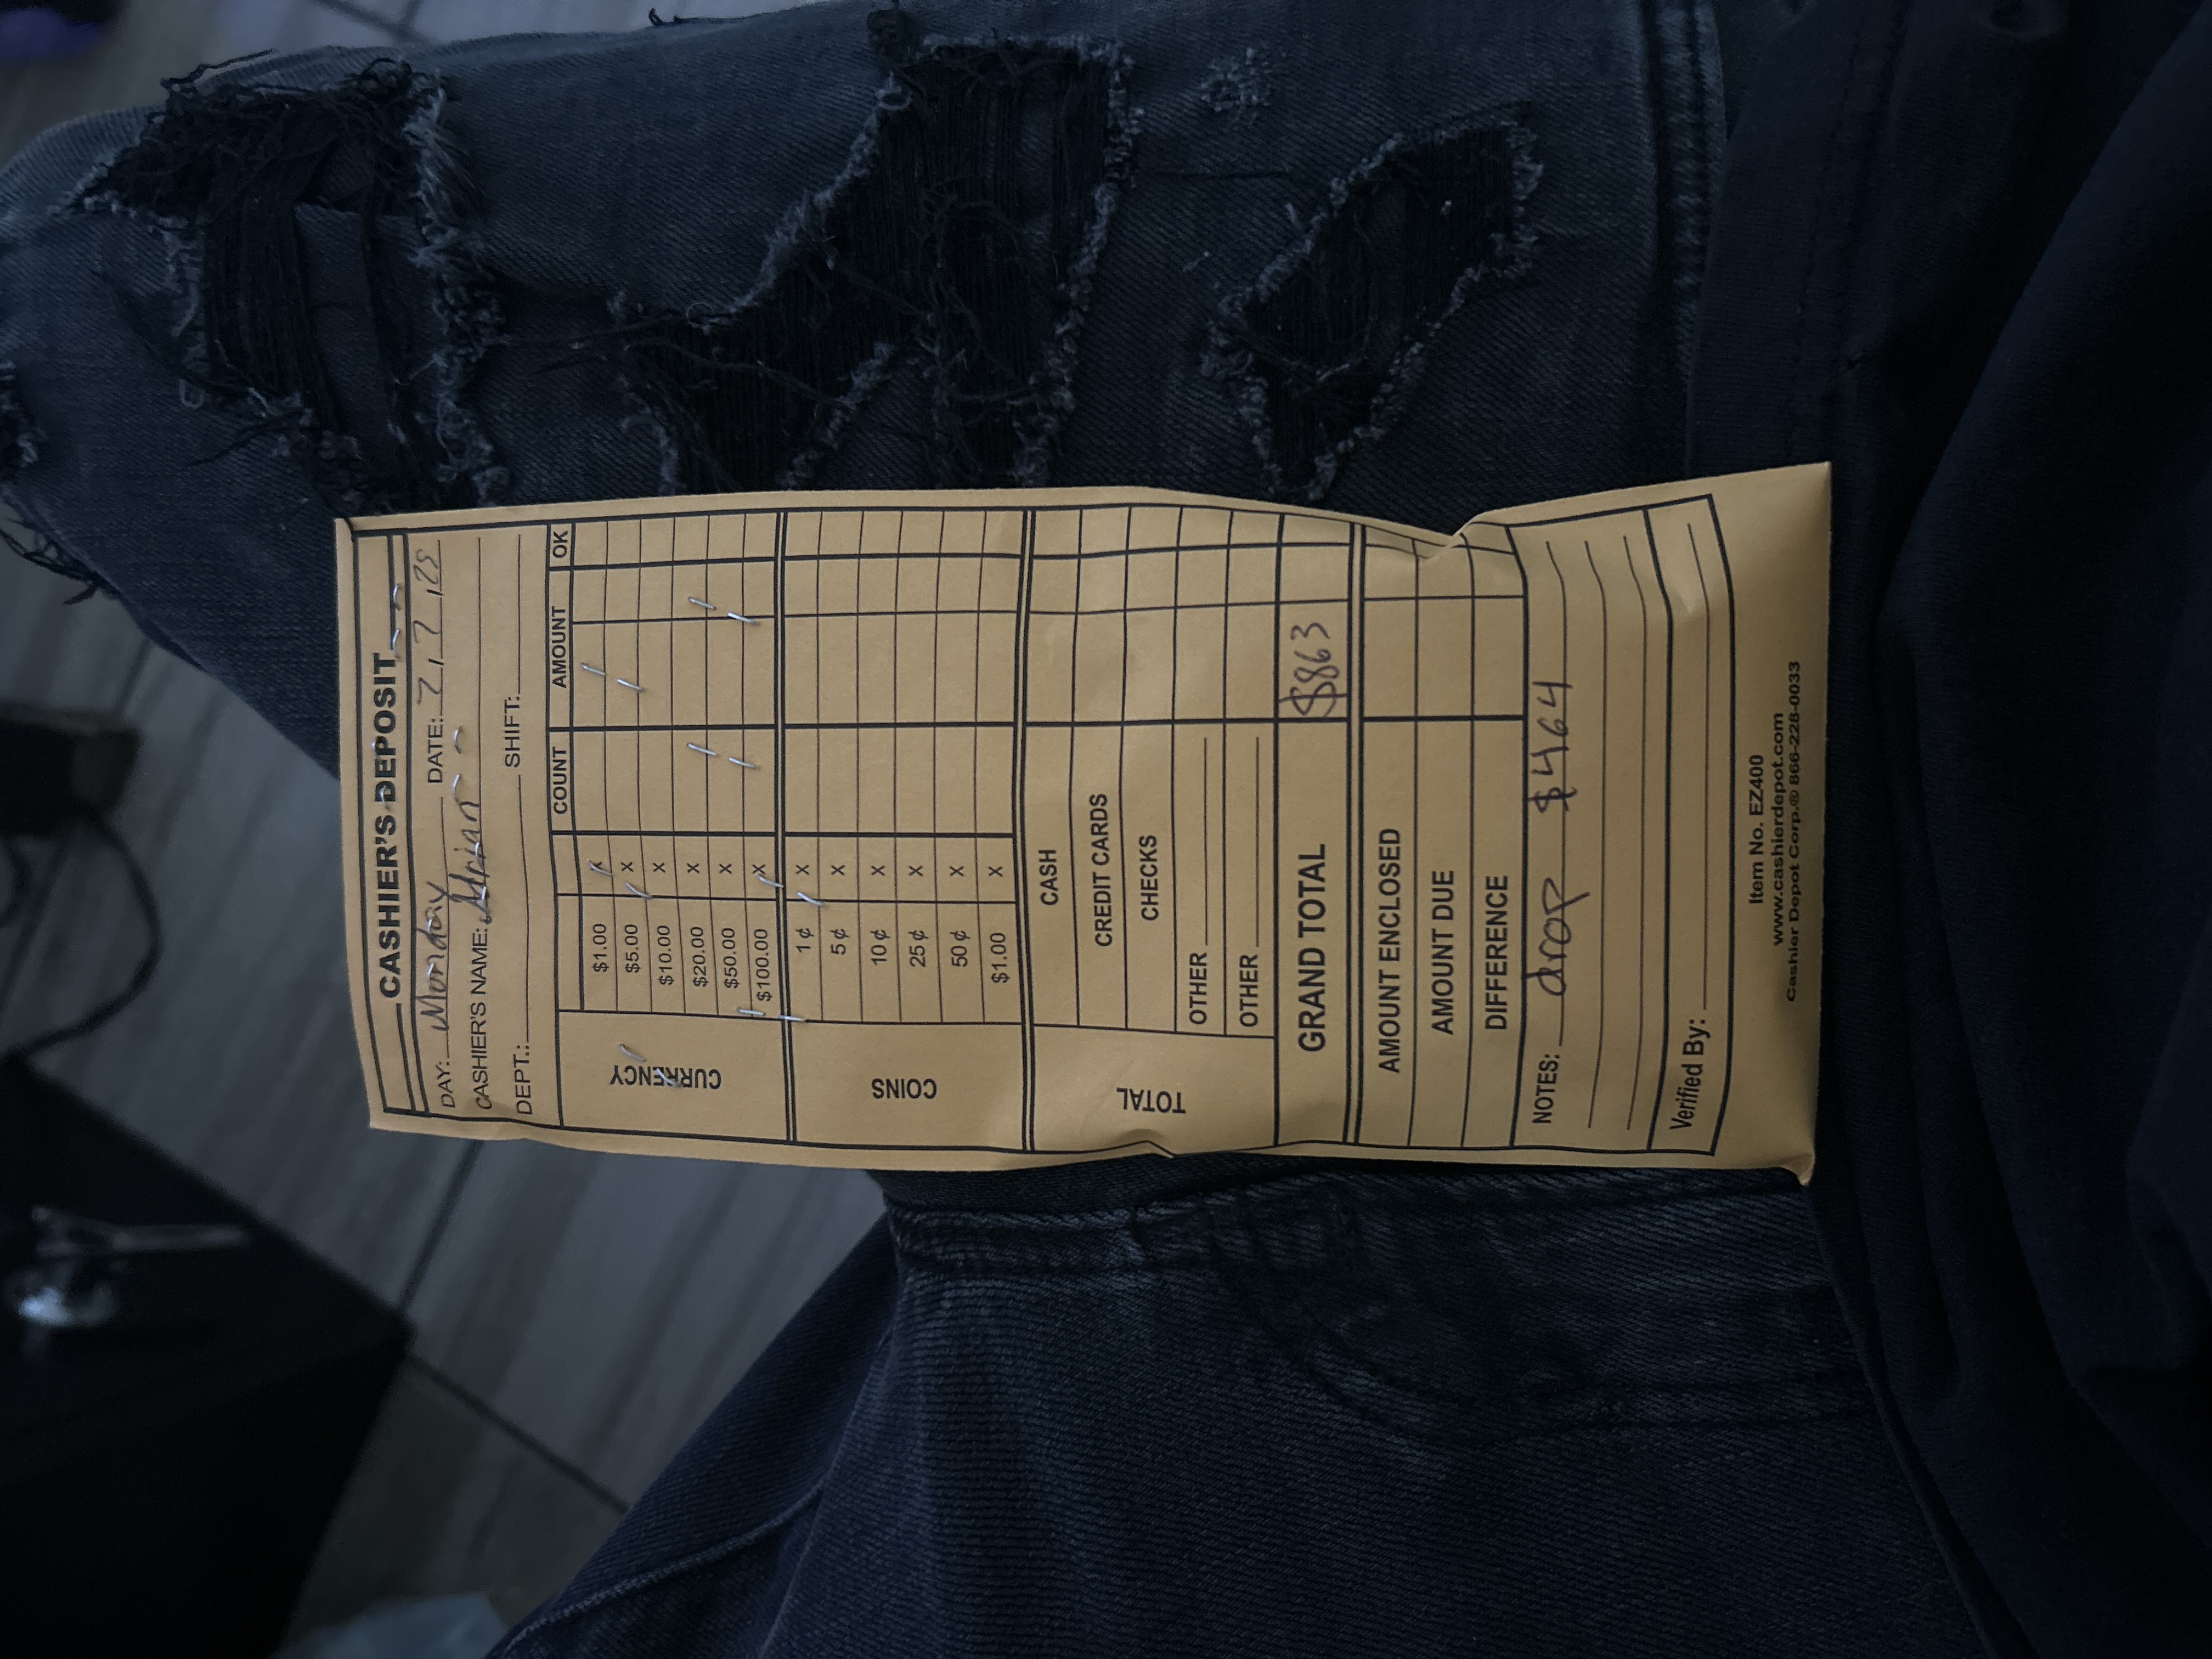 CASHIER'S DEPOSIT
DAY: Monday DATE: 7 / 7 / 25
CASHIER'S NAME: Adrian
DEPT.: SHIFT:
COUNT AMOUNT OK
CURRENCY
$1.00
$5.00 X
$10.00 X
$20.00 X
$50.00 X
$100.00 X
COINS
1¢ X
5¢ X
10¢ X
25¢ X
50¢ X
$1.00 X
TOTAL
CASH
CREDIT CARDS
CHECKS
OTHER
OTHER
GRAND TOTAL $863
AMOUNT ENCLOSED
AMOUNT DUE
DIFFERENCE
NOTES: drop $464
Verified By:
Item No. EZ400
www.cashierdepot.com
Cashier Depot Corp.® 866-228-0033